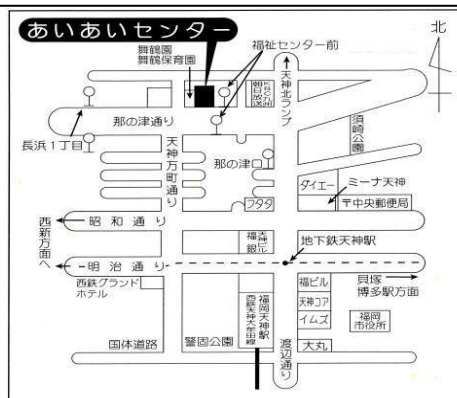 あいあいセンター
北
舞鶴園
舞鶴保育園
福祉センター前
天神北ランプ
那の津通り
長浜1丁目
須崎公園
天神万町通り
那の津口
ダイエー
ミーナ天神
〒中央郵便局
フタタ
西新方面へ
昭和通り
明治通り
地下鉄天神駅
西鉄グランド
ホテル
福ビル
天神コア
イムズ
大丸
貝塚
博多駅方面
福岡
市役所
福岡天神駅
西鉄天神大牟田線
国体道路
警固公園
渡辺通り